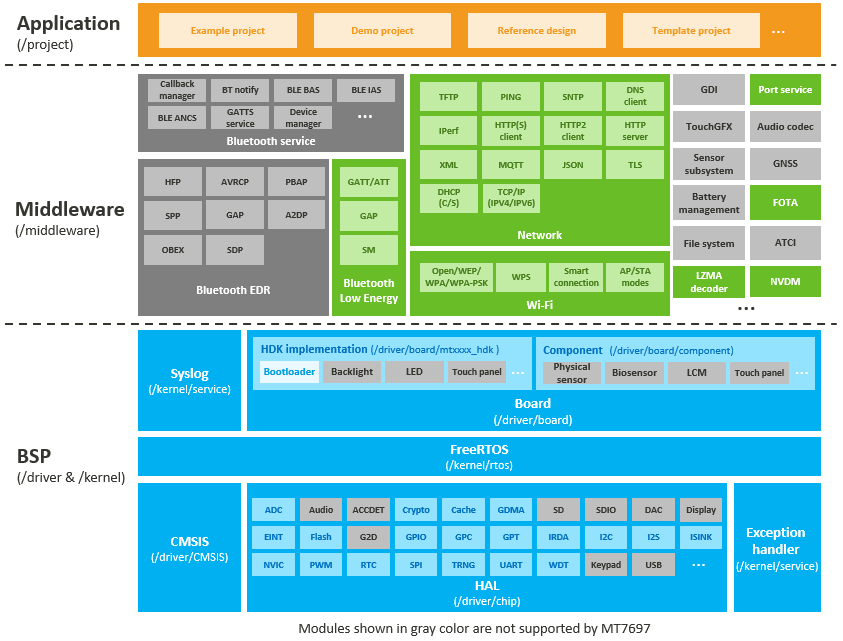 Application
(/project)
Example project
Demo project
Reference design
Template project
...
Middleware
(/middleware)
Callback
manager
BT notify
BLE BAS
BLE IAS
BLE ANCS
GATTS
service
Device
manager
...
Bluetooth service
HFP
AVRCP
PBAP
SPP
GAP
A2DP
OBEX
SDP
Bluetooth EDR
GATT/ATT
GAP
SM
Bluetooth
Low Energy
TFTP
PING
SNTP
DNS
client
IPerf
HTTP(S)
client
HTTP2
client
HTTP
server
XML
MQTT
JSON
TLS
DHCP
(C/S)
TCP/IP
(IPV4/IPV6)
Network
Open/WEP/
WPA/WPA-PSK
WPS
Smart
connection
AP/STA
modes
Wi-Fi
GDI
Port service
TouchGFX
Audio codec
Sensor
subsystem
GNSS
Battery
management
FOTA
File system
ATCI
LZMA
decoder
NVDM
...
BSP
(/driver & /kernel)
Syslog
(/kernel/service)
HDK implementation (/driver/board/mtxxxx_hdk )
Bootloader
Backlight
LED
Touch panel
...
Component (/driver/board/component)
Physical
sensor
Biosensor
LCM
Touch panel
...
Board
(/driver/board)
FreeRTOS
(/kernel/rtos)
CMSIS
(/driver/CMSIS)
ADC
Audio
ACCDET
Crypto
Cache
GDMA
SD
SDIO
DAC
Display
EINT
Flash
G2D
GPIO
GPC
GPT
IRDA
I2C
I2S
ISINK
NVIC
PWM
RTC
SPI
TRNG
UART
WDT
Keypad
USB
...
HAL
(/driver/chip)
Exception
handler
(/kernel/service)
Modules shown in gray color are not supported by MT7697